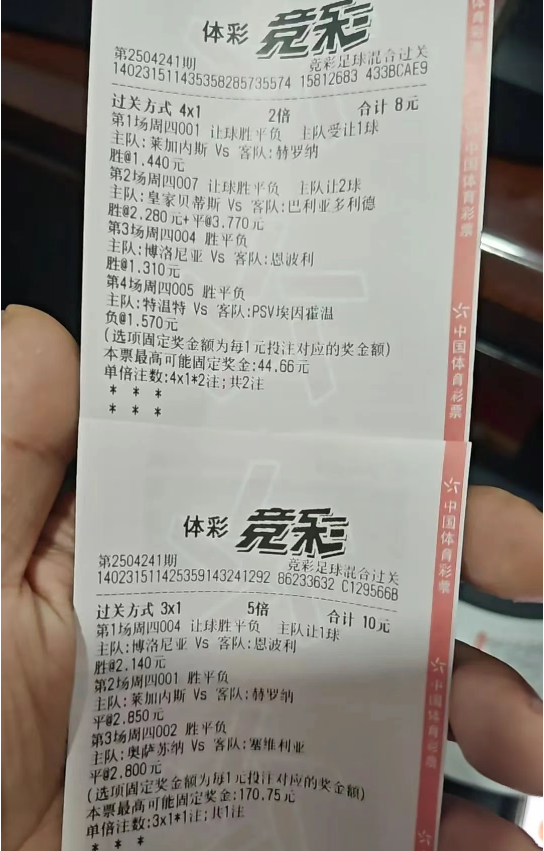 体彩 竞彩
第2504241期 竞彩足球混合过关
140231511435358285735574 15812683 433BCAE9
过关方式 4x1 2倍 合计 8元
第1场周四001 让球胜平负 主队受让1球
主队:莱加内斯 Vs 客队:赫罗纳
胜@1.440元
第2场周四007 让球胜平负 主队让2球
主队:皇家贝蒂斯 Vs 客队:巴利亚多利德
胜@2.280元+平@3.770元
第3场周四004 胜平负
主队:博洛尼亚 Vs 客队:恩波利
胜@1.310元
第4场周四005 胜平负
主队:特温特 Vs 客队:PSV埃因霍温
负@1.570元
(选项固定奖金额为每1元投注对应的奖金额)
本票最高可能固定奖金:44.66元
单倍注数:4x1*2注;共2注
* * *
* * *
体彩 竞彩
第2504241期 竞彩足球混合过关
140231511425359143241292 86233632 C129566B
过关方式 3x1 5倍 合计 10元
第1场周四004 让球胜平负 主队让1球
主队:博洛尼亚 Vs 客队:恩波利
胜@2.140元
第2场周四001 胜平负
主队:莱加内斯 Vs 客队:赫罗纳
平@2.850元
第3场周四002 胜平负
主队:奥萨苏纳 Vs 客队:塞维利亚
平@2.800元
(选项固定奖金额为每1元投注对应的奖金额)
本票最高可能固定奖金:170.75元
单倍注数:3x1*1注;共1注
* * *
体育彩票
中国体育彩票
中国体育彩票
中国体育彩票
中国体育彩票